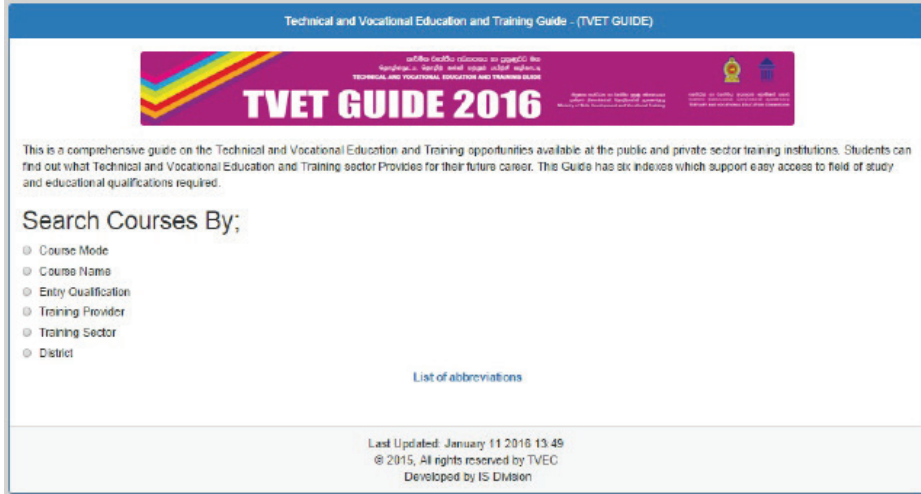 Technical and Vocational Education and Training Guide - (TVET GUIDE)
TECHNICAL AND VOCATIONAL EDUCATION AND TRAINING GUIDE
TVET GUIDE 2016
This is a comprehensive guide on the Technical and Vocational Education and Training opportunities available at the public and private sector training institutions. Students can
find out what Technical and Vocational Education and Training sector Provides for their future career. This Guide has six indexes which support easy access to field of study
and educational qualifications required.
Search Courses By;
Course Mode
Course Name
Entry Qualification
Training Provider
Training Sector
District
List of abbreviations
Last Updated: January 11 2016 13:49
© 2015, All rights reserved by TVEC
Developed by IS Division